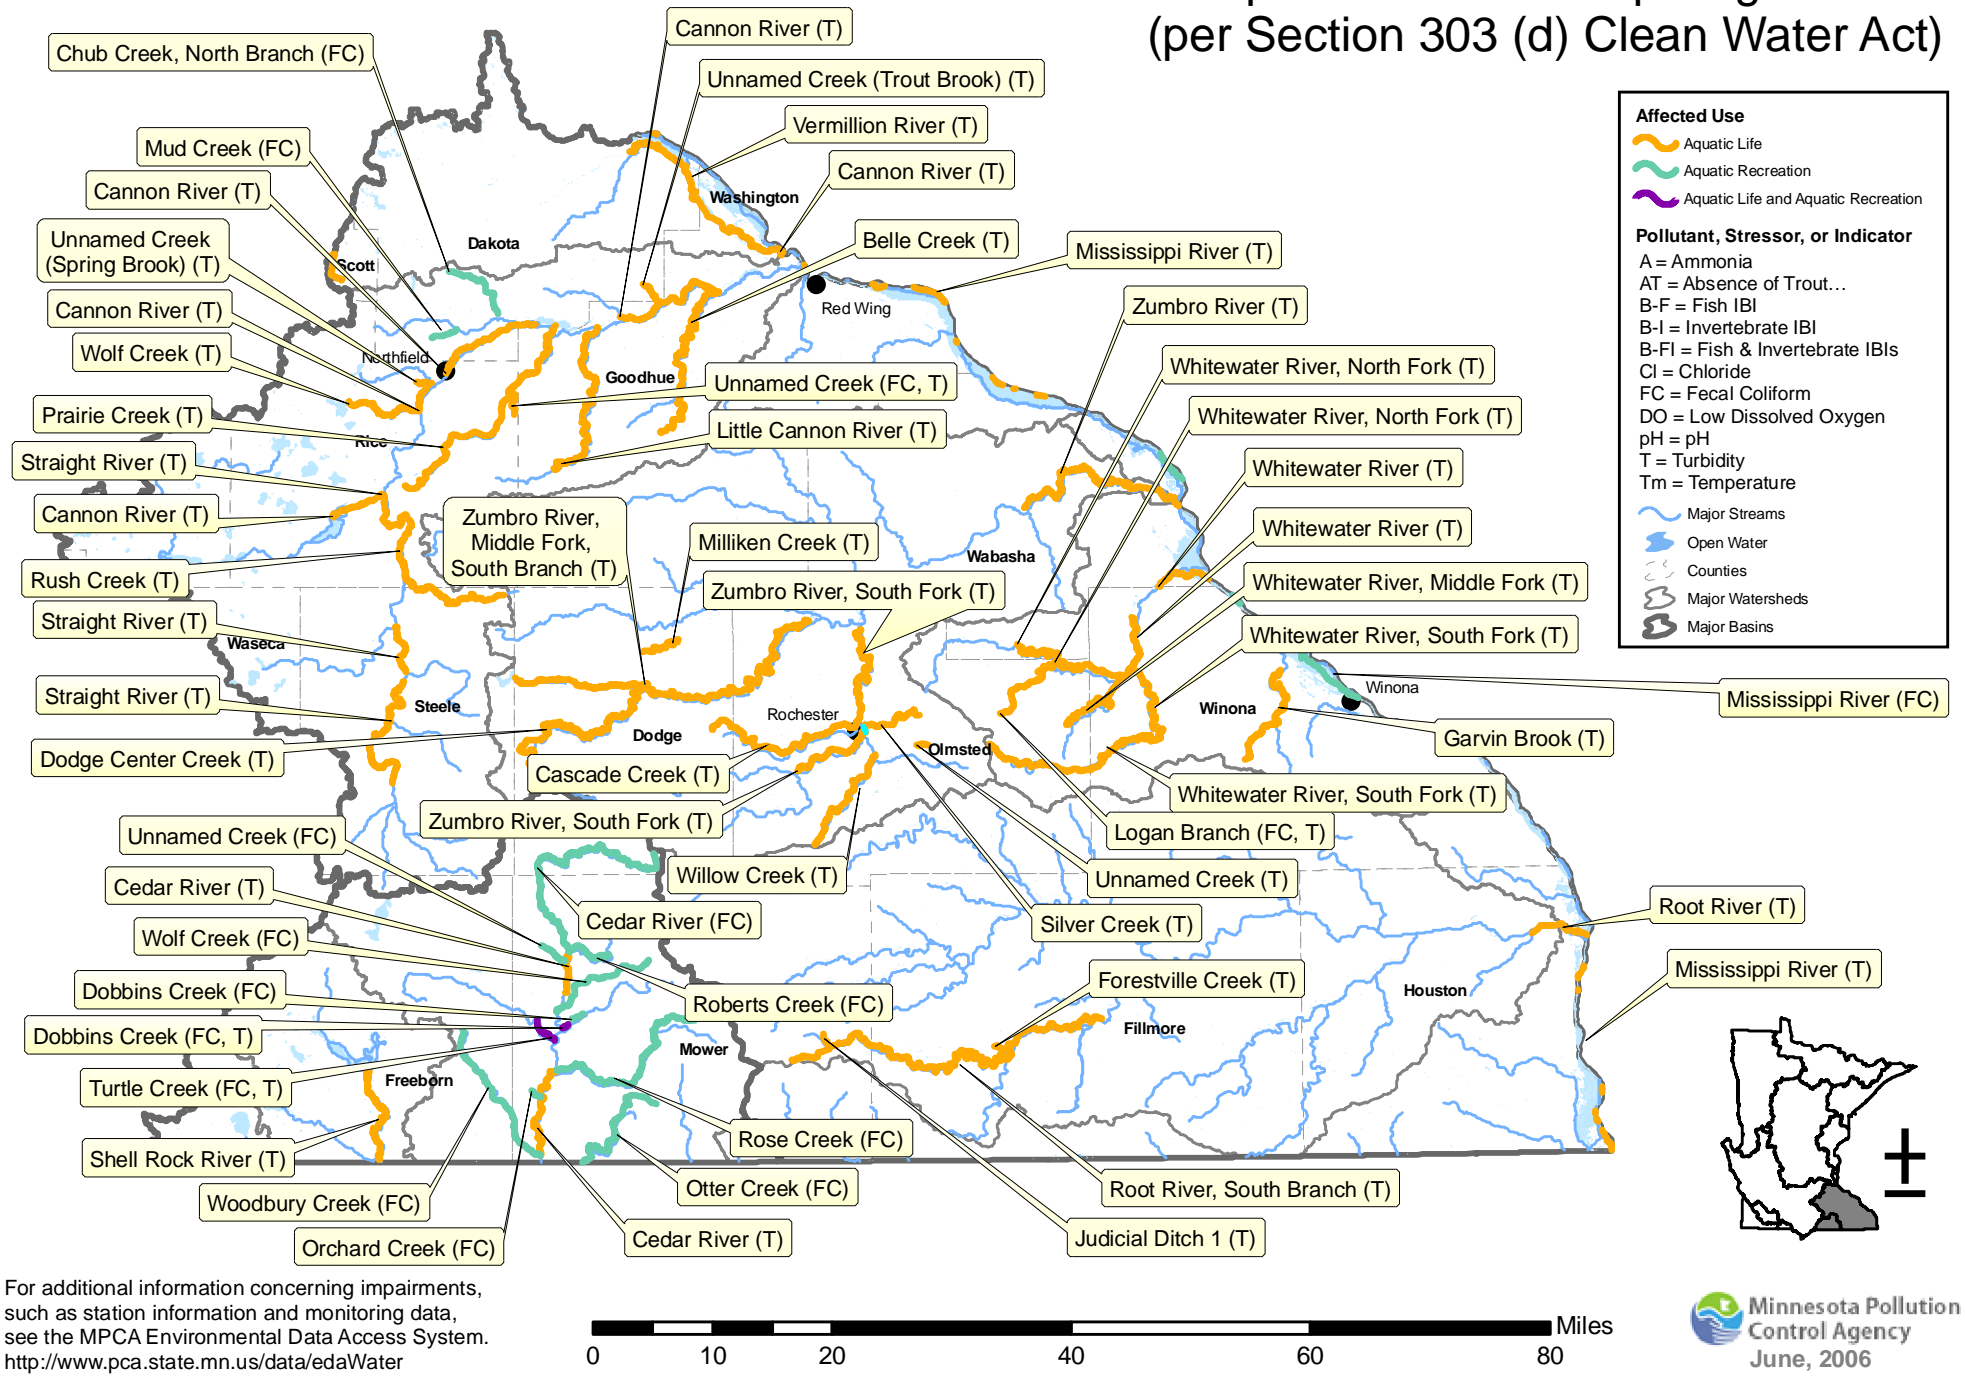 (per Section 303 (d) Clean Water Act)
Cannon River (T)
Chub Creek, North Branch (FC)
Unnamed Creek (Trout Brook) (T)
Vermillion River (T)
Mud Creek (FC)
Cannon River (T)
Cannon River (T)
Washington
Unnamed Creek
(Spring Brook) (T)
Dakota
Belle Creek (T)
Mississippi River (T)
Scott
Cannon River (T)
Red Wing
Zumbro River (T)
Wolf Creek (T)
Northfield
Goodhue
Unnamed Creek (FC, T)
Whitewater River, North Fork (T)
Prairie Creek (T)
Rice
Little Cannon River (T)
Whitewater River, North Fork (T)
Straight River (T)
Whitewater River (T)
Cannon River (T)
Zumbro River,
Middle Fork,
South Branch (T)
Milliken Creek (T)
Wabasha
Whitewater River (T)
Rush Creek (T)
Zumbro River, South Fork (T)
Whitewater River, Middle Fork (T)
Straight River (T)
Waseca
Whitewater River, South Fork (T)
Straight River (T)
Steele
Rochester
Winona
Winona
Mississippi River (FC)
Dodge Center Creek (T)
Dodge
Olmsted
Garvin Brook (T)
Cascade Creek (T)
Whitewater River, South Fork (T)
Zumbro River, South Fork (T)
Logan Branch (FC, T)
Unnamed Creek (FC)
Willow Creek (T)
Unnamed Creek (T)
Cedar River (T)
Cedar River (FC)
Silver Creek (T)
Root River (T)
Wolf Creek (FC)
Mississippi River (T)
Dobbins Creek (FC)
Roberts Creek (FC)
Forestville Creek (T)
Houston
Dobbins Creek (FC, T)
Mower
Fillmore
Turtle Creek (FC, T)
Freeborn
Shell Rock River (T)
Rose Creek (FC)
Woodbury Creek (FC)
Otter Creek (FC)
Root River, South Branch (T)
Orchard Creek (FC)
Cedar River (T)
Judicial Ditch 1 (T)
Affected Use
Aquatic Life
Aquatic Recreation
Aquatic Life and Aquatic Recreation
Pollutant, Stressor, or Indicator
A = Ammonia
AT = Absence of Trout…
B-F = Fish IBI
B-I = Invertebrate IBI
B-FI = Fish & Invertebrate IBIs
Cl = Chloride
FC = Fecal Coliform
DO = Low Dissolved Oxygen
pH = pH
T = Turbidity
Tm = Temperature
Major Streams
Open Water
Counties
Major Watersheds
Major Basins
For additional information concerning impairments,
such as station information and monitoring data,
see the MPCA Environmental Data Access System.
http://www.pca.state.mn.us/data/edaWater
Miles
0 10 20 40 60 80
Minnesota Pollution
Control Agency
June, 2006